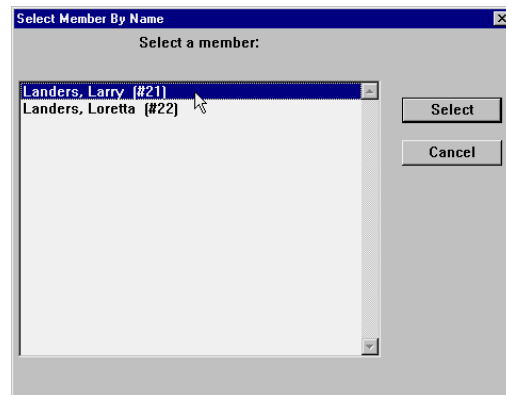 Select Member By Name
Select a member:
Landers, Larry (#21)
Landers, Loretta (#22)
Select
Cancel